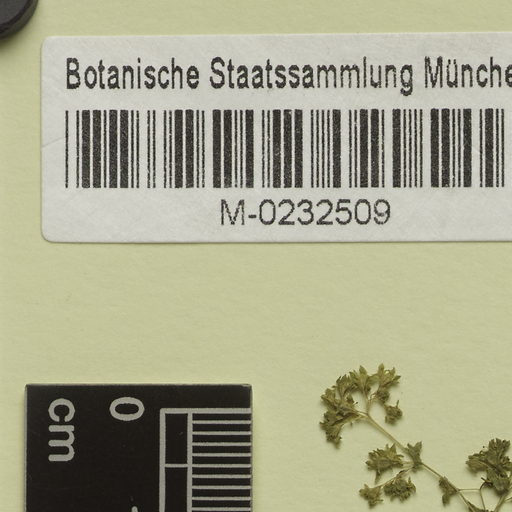 Botanische Staatssammlung Münche
M-0232509
0
cm